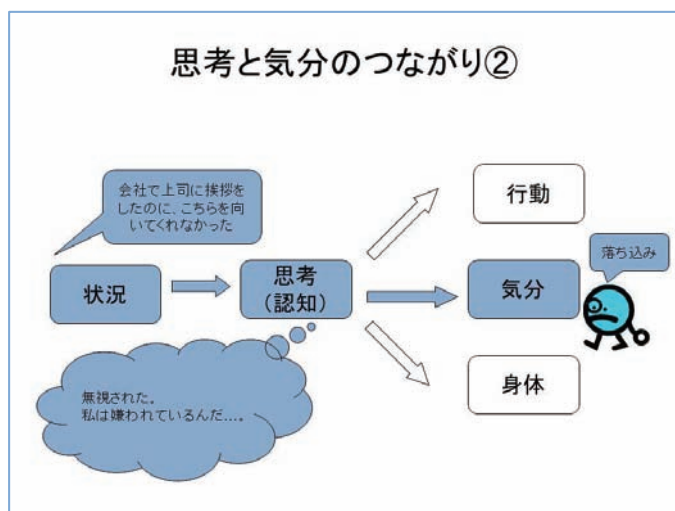 思考と気分のつながり②
会社で上司に挨拶を
したのに、こちらを向
いてくれなかった
状況
思考
（認知）
行動
気分
身体
落ち込み
無視された。
私は嫌われているんだ…。